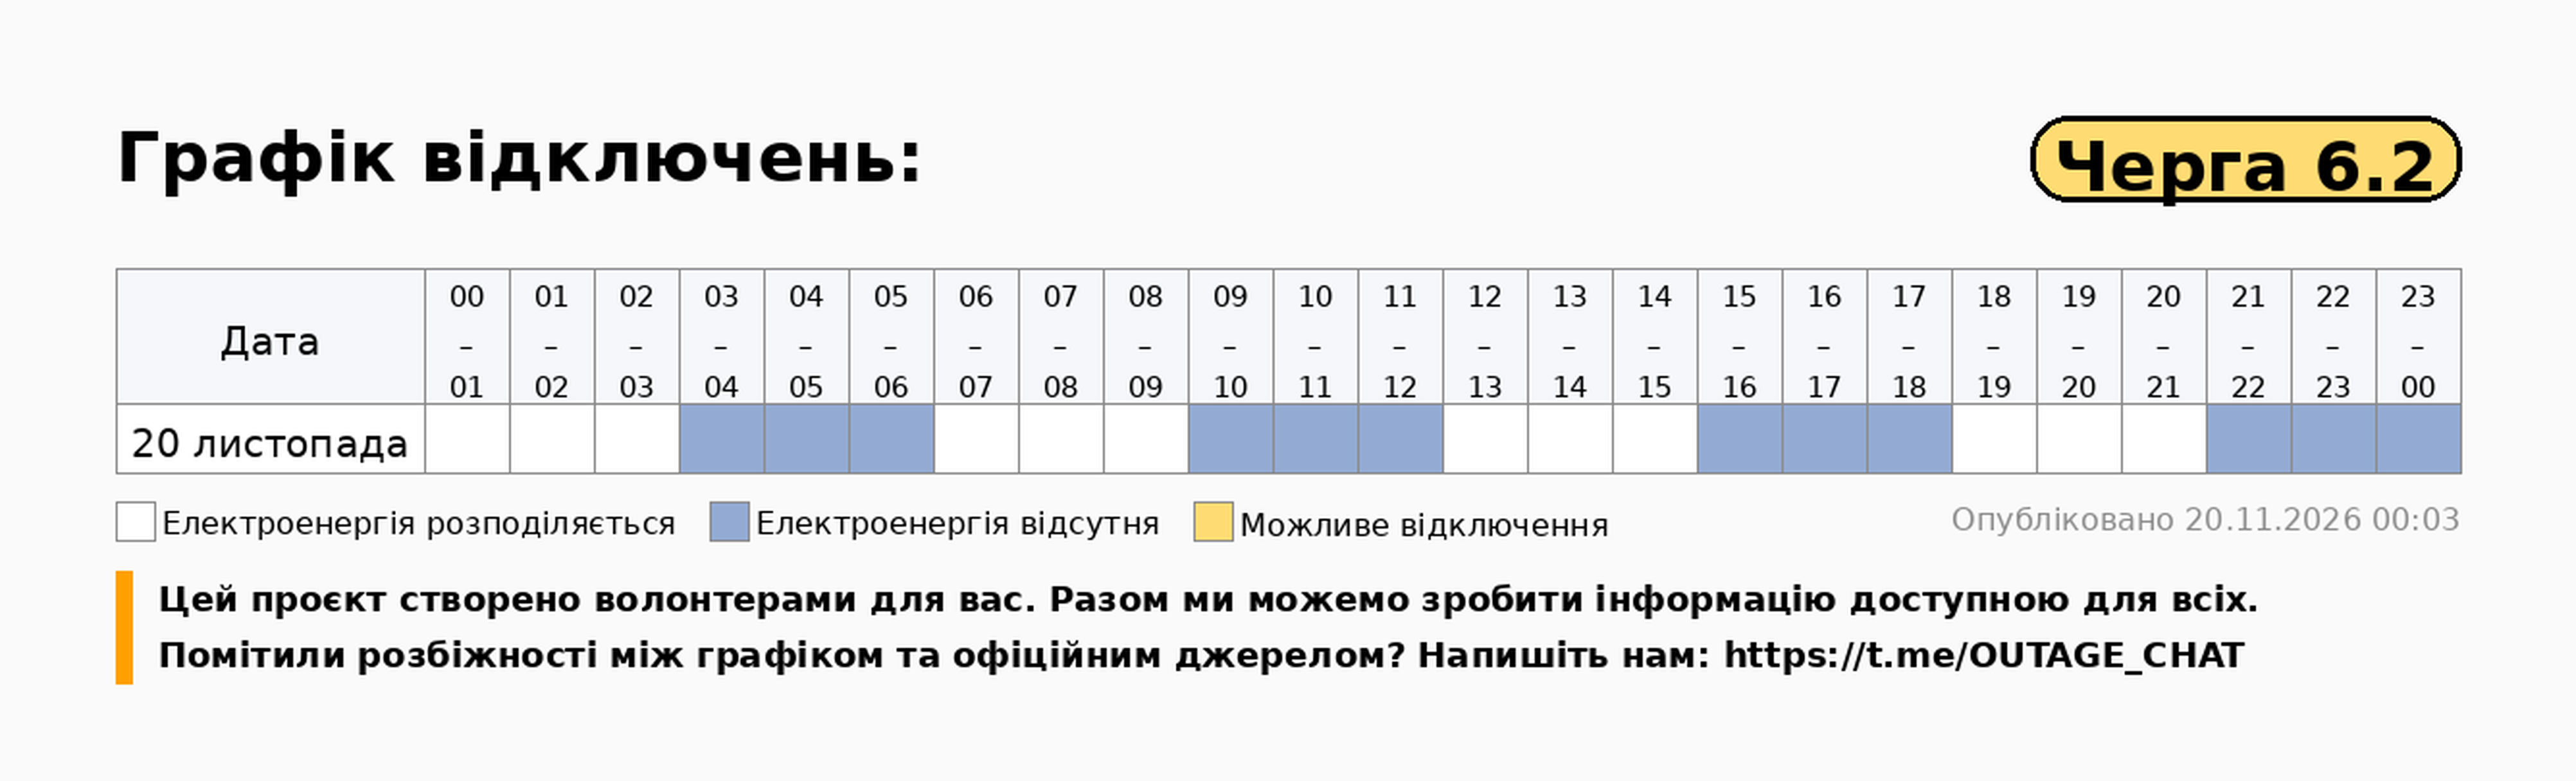 Графік відключень:
Черга 6.2
Дата
00 – 01
01 – 02
02 – 03
03 – 04
04 – 05
05 – 06
06 – 07
07 – 08
08 – 09
09 – 10
10 – 11
11 – 12
12 – 13
13 – 14
14 – 15
15 – 16
16 – 17
17 – 18
18 – 19
19 – 20
20 – 21
21 – 22
22 – 23
23 – 00
20 листопада
Електроенергія розподіляється
Електроенергія відсутня
Можливе відключення
Опубліковано 20.11.2026 00:03
Цей проєкт створено волонтерами для вас. Разом ми можемо зробити інформацію доступною для всіх.
Помітили розбіжності між графіком та офіційним джерелом? Напишіть нам: https://t.me/OUTAGE_CHAT